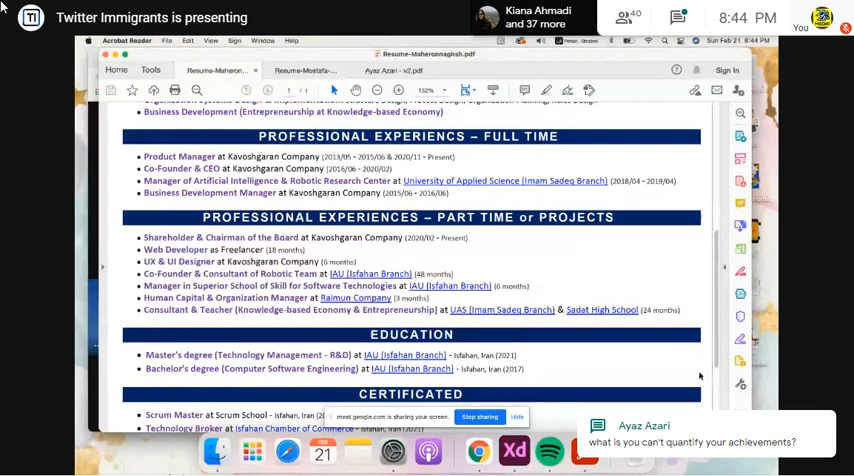 Twitter Immigrants is presenting
Kiana Ahmadi
and 37 more
40
8:44 PM
You
Acrobat Reader File Edit View Sign Window Help
Sun Feb 21 8:44 PM
Resume-Maheronnaghsh.pdf
Home Tools Resume-Maheron... × Resume-Mostafa-... Ayaz Azari - v2.pdf Sign In
1 / 1 132%
Organization Systems Design & Implementation
• Business Development (Entrepreneurship at Knowledge-based Economy)
PROFESSIONAL EXPERIENCS – FULL TIME
• Product Manager at Kavoshgaran Company (2013/05 - 2015/06 & 2020/11 - Present)
• Co-Founder & CEO at Kavoshgaran Company (2016/06 - 2020/02)
• Manager of Artificial Intelligence & Robotic Research Center at University of Applied Science (Imam Sadeq Branch) (2018/04 - 2019/04)
• Business Development Manager at Kavoshgaran Company (2015/06 - 2016/06)
PROFESSIONAL EXPERIENCES – PART TIME or PROJECTS
• Shareholder & Chairman of the Board at Kavoshgaran Company (2020/02 - Present)
• Web Developer as Freelancer (18 months)
• UX & UI Designer at Kavoshgaran Company (6 months)
• Co-Founder & Consultant of Robotic Team at IAU (Isfahan Branch) (48 months)
• Manager in Superior School of Skill for Software Technologies at IAU (Isfahan Branch) (6 months)
• Human Capital & Organization Manager at Raimun Company (3 months)
• Consultant & Teacher (Knowledge-based Economy & Entrepreneurship) at UAS (Imam Sadeq Branch) & Sadat High School (24 months)
EDUCATION
• Master's degree (Technology Management - R&D) at IAU (Isfahan Branch) - Isfahan, Iran (2021)
• Bachelor's degree (Computer Software Engineering) at IAU (Isfahan Branch) - Isfahan, Iran (2017)
CERTIFICATED
• Scrum Master at Scrum School - Isfahan, Iran
• Technology Broker at Isfahan Chamber of Commerce - Isfahan, Iran (2021)
meet.google.com is sharing your screen. Stop sharing Hide
Ayaz Azari
what is you can't quantify your achievements?
FEB
21
Xd